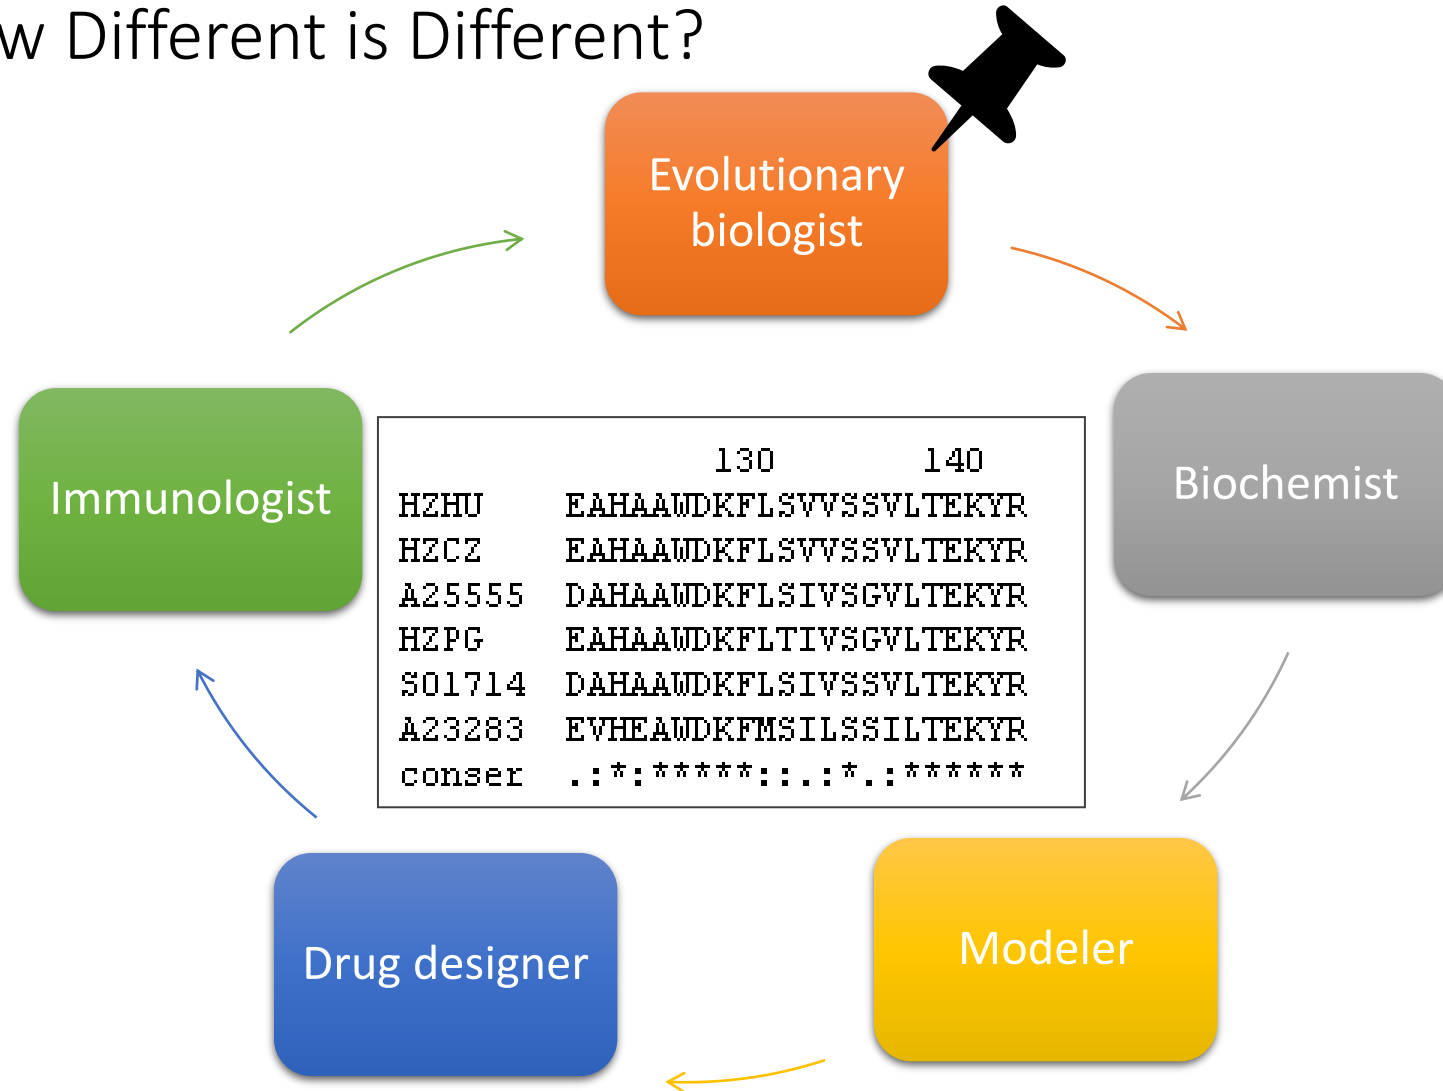 w Different is Different?
Evolutionary
biologist
Immunologist
Biochemist
130 140
HZHU EAHAAWDKFLSVVSSVLTEKYR
HZCZ EAHAAWDKFLSVVSSVLTEKYR
A25555 DAHAAWDKFLSIVSGVLTEKYR
HZPG EAHAAWDKFLTIVSGVLTEKYR
S01714 DAHAAWDKFLSIVSSVLTEKYR
A23283 EVHEAWDKFMSILSSILTEKYR
conser .:*:*****::.:*.:******
Drug designer
Modeler